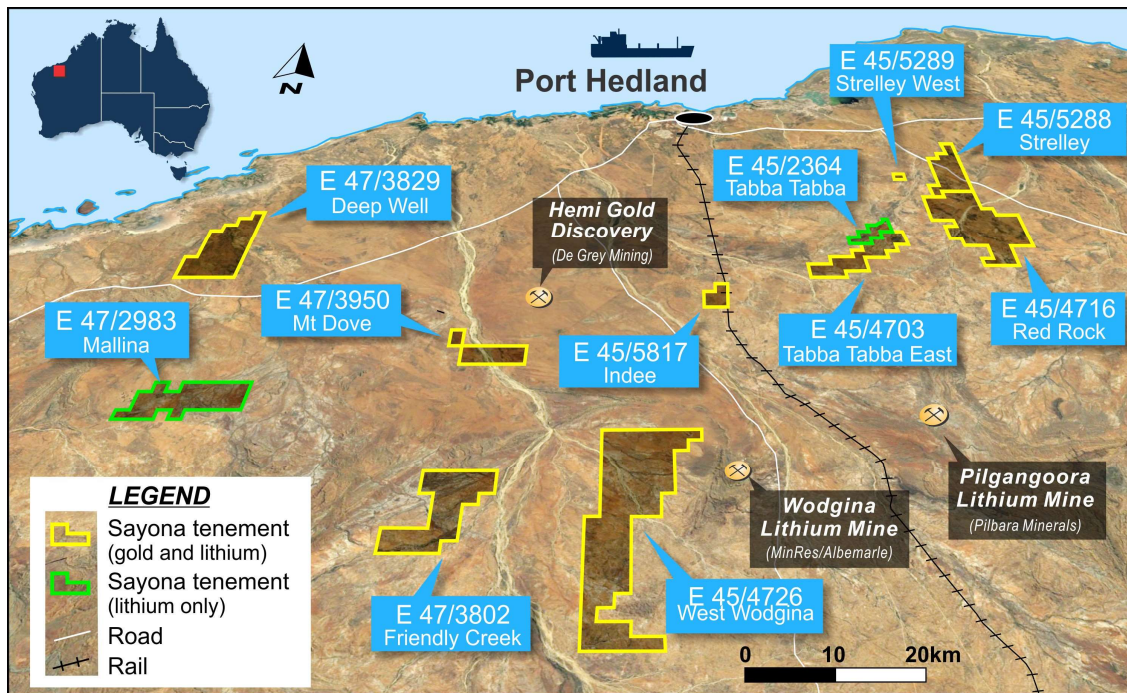 N
Port Hedland
E 45/5289
Strelley West
E 45/5288
Strelley
E 45/2364
Tabba Tabba
E 47/3829
Deep Well
Hemi Gold
Discovery
(De Grey Mining)
E 47/3950
Mt Dove
E 47/2983
Mallina
E 45/5817
Indee
E 45/4703
Tabba Tabba East
E 45/4716
Red Rock
Pilgangoora
Lithium Mine
(Pilbara Minerals)
Wodgina
Lithium Mine
(MinRes/Albemarle)
E 47/3802
Friendly Creek
E 45/4726
West Wodgina
LEGEND
Sayona tenement
(gold and lithium)
Sayona tenement
(lithium only)
Road
Rail
0 10 20km